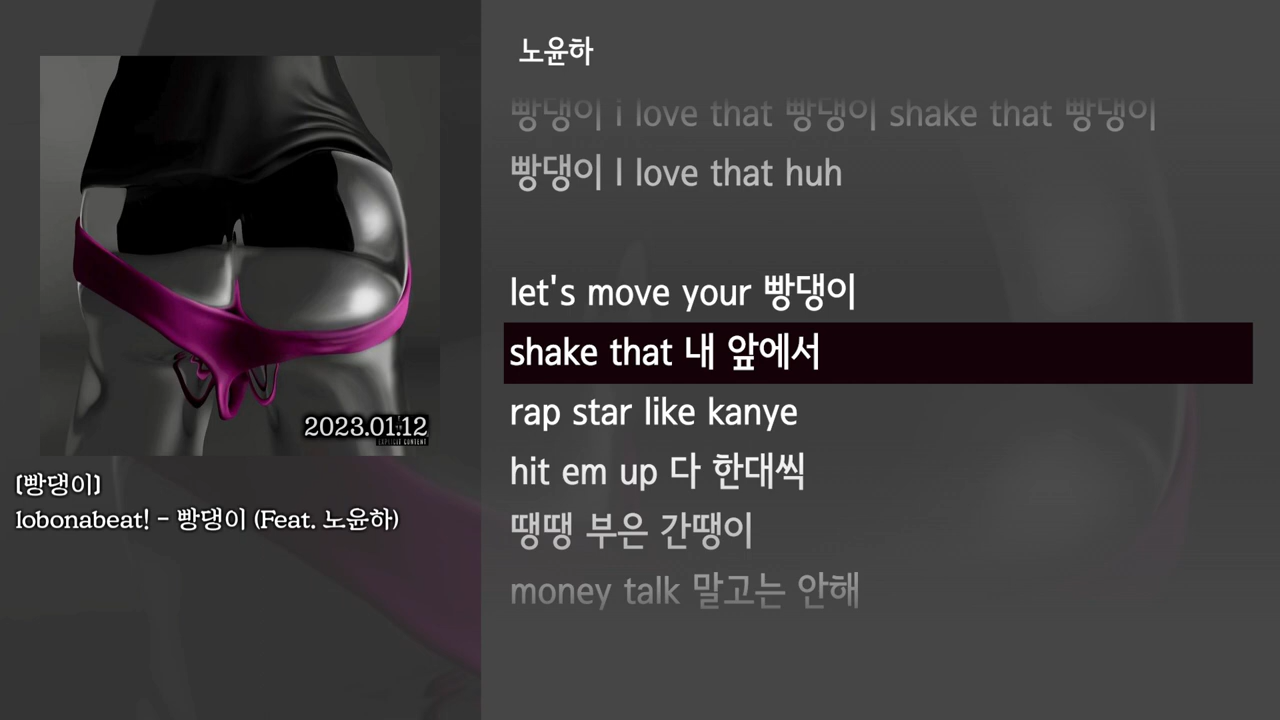 노윤하
빵댕이 i love that 빵댕이 shake that 빵댕이
빵댕이 I love that huh
let's move your 빵댕이
shake that 내 앞에서
rap star like kanye
hit em up 다 한대씩
땡땡 부은 간땡이
money talk 말고는 안해
2023.01.12
EXPLICIT CONTENT
[빵댕이]
lobonabeat! - 빵댕이 (Feat. 노윤하)